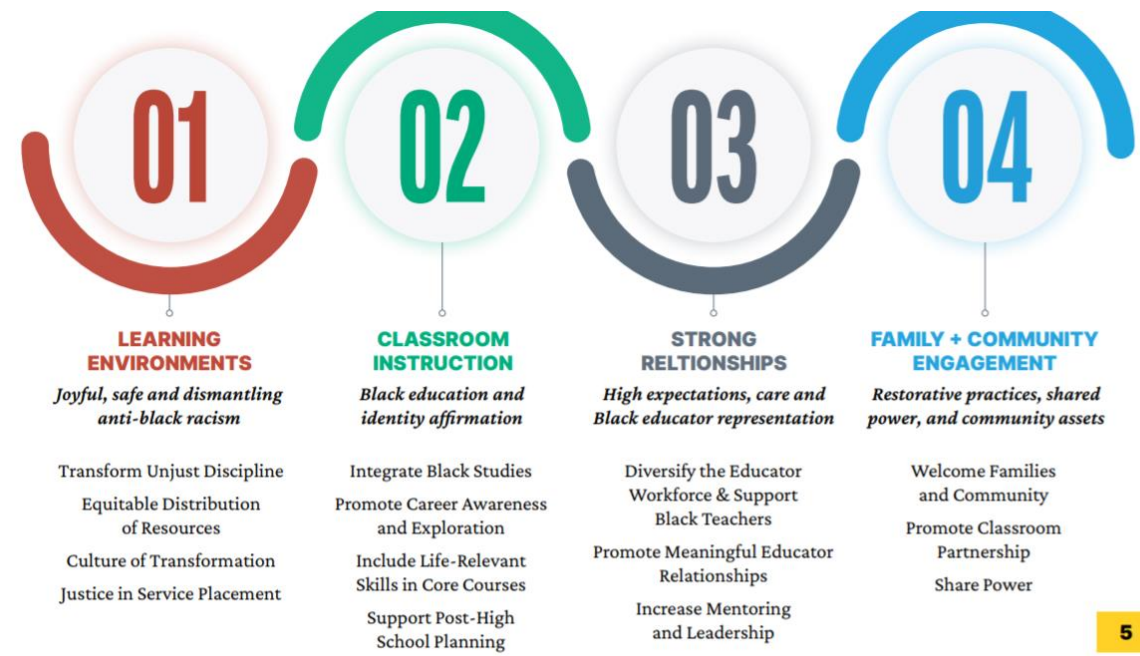 01
LEARNING
ENVIRONMENTS
Joyful, safe and dismantling
anti-black racism
Transform Unjust Discipline
Equitable Distribution
of Resources
Culture of Transformation
Justice in Service Placement
02
CLASSROOM
INSTRUCTION
Black education and
identity affirmation
Integrate Black Studies
Promote Career Awareness
and Exploration
Include Life-Relevant
Skills in Core Courses
Support Post-High
School Planning
03
STRONG
RELTIONSHIPS
High expectations, care and
Black educator representation
Diversify the Educator
Workforce & Support
Black Teachers
Promote Meaningful Educator
Relationships
Increase Mentoring
and Leadership
04
FAMILY + COMMUNITY
ENGAGEMENT
Restorative practices, shared
power, and community assets
Welcome Families
and Community
Promote Classroom
Partnership
Share Power
5